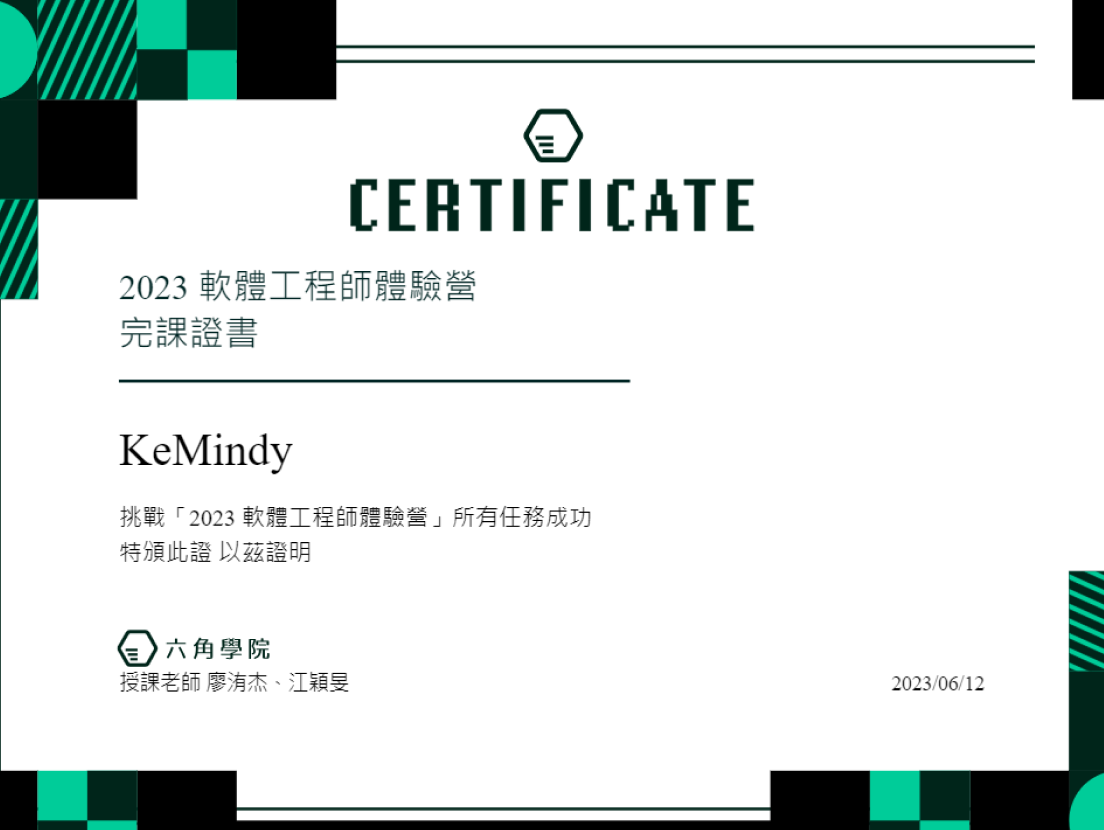 CERTIFICATE
2023 軟體工程師體驗營
完課證書
KeMindy
挑戰「2023 軟體工程師體驗營」所有任務成功
特頒此證 以茲證明
六角學院
授課老師 廖洧杰、江穎旻
2023/06/12